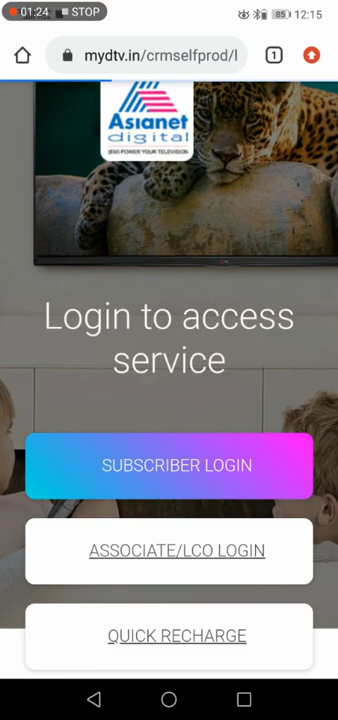 01:24 STOP
85 12:15
mydtv.in/crmselfprod/l
1
Asianet
digital
(EM)POWER YOUR TELEVISION
Login to access
service
SUBSCRIBER LOGIN
ASSOCIATE/LCO LOGIN
QUICK RECHARGE